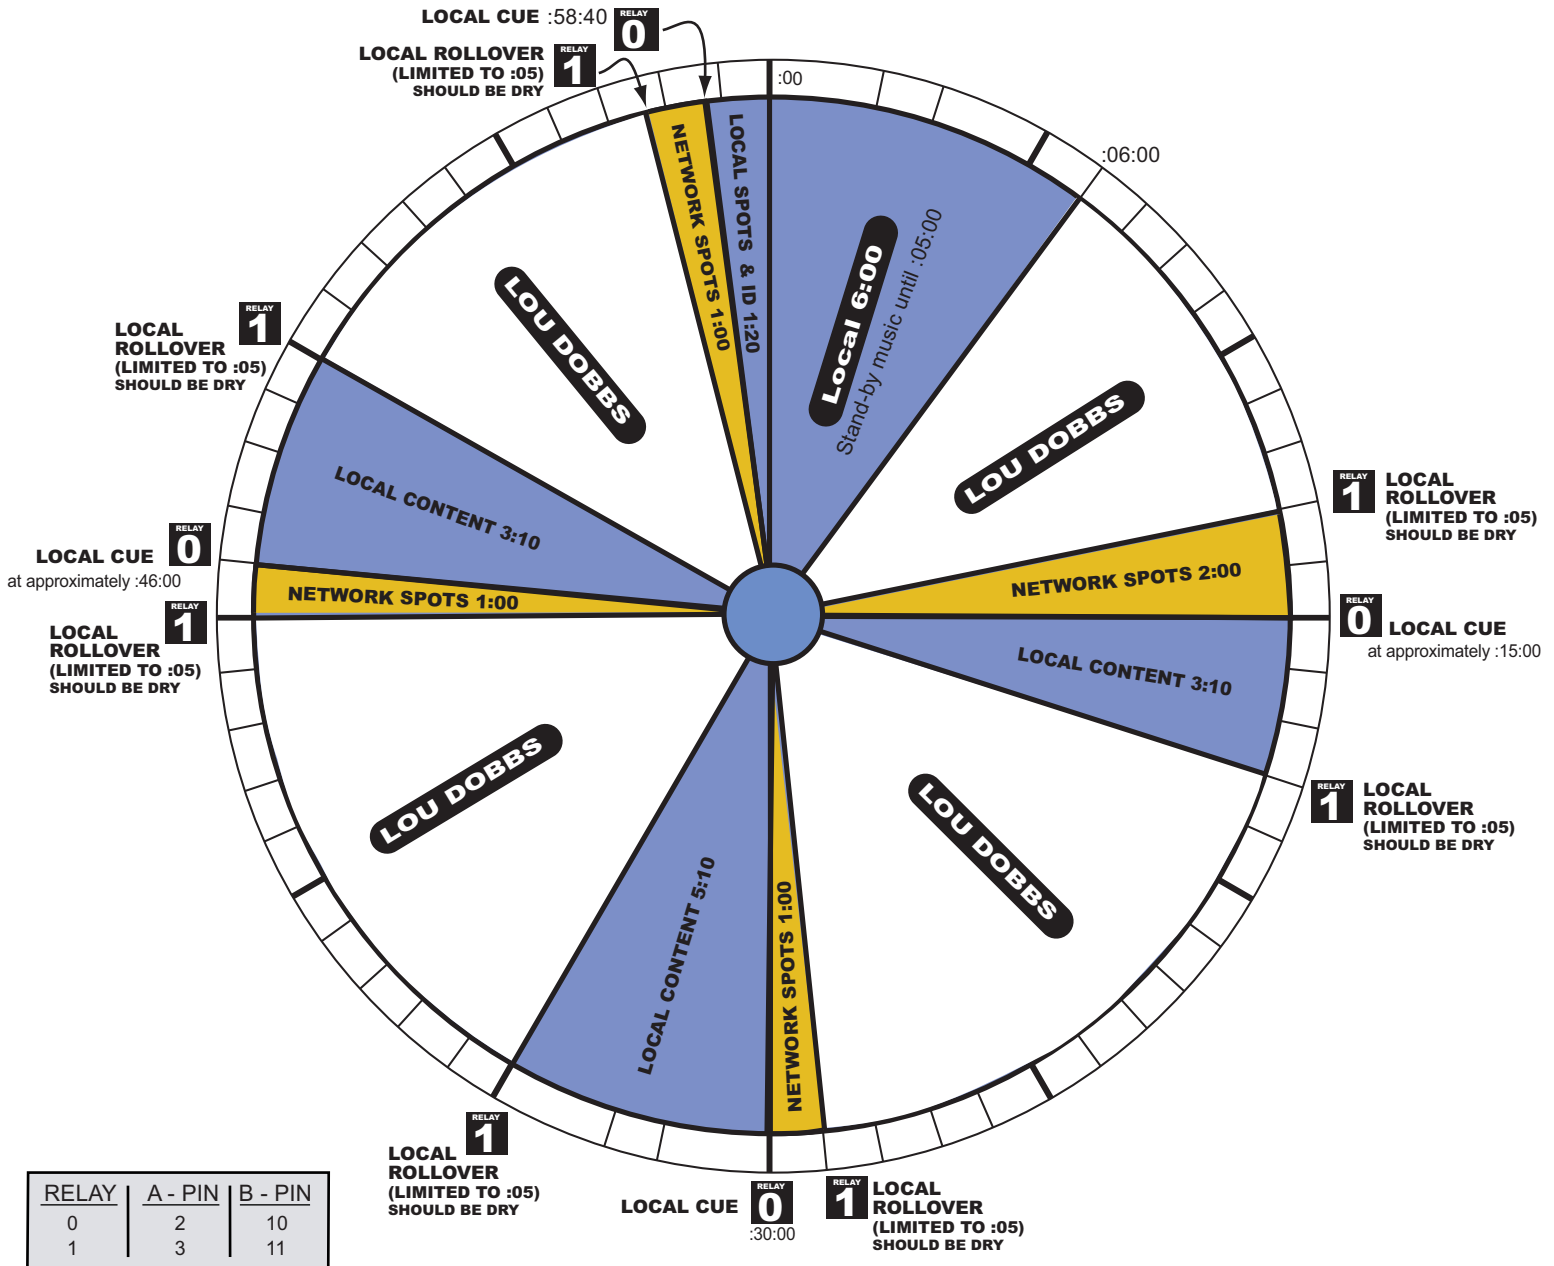 LOCAL CUE :58:40
RELAY
0
LOCAL ROLLOVER
(LIMITED TO :05)
SHOULD BE DRY
RELAY
1
:00
:06:00
NETWORK SPOTS 1:00
LOCAL SPOTS & ID 1:20
Local 6:00
Stand-by music until :05:00
LOU DOBBS
LOU DOBBS
RELAY
1
LOCAL
ROLLOVER
(LIMITED TO :05)
SHOULD BE DRY
RELAY
1
LOCAL
ROLLOVER
(LIMITED TO :05)
SHOULD BE DRY
LOCAL CONTENT 3:10
NETWORK SPOTS 2:00
LOCAL CUE
at approximately :46:00
RELAY
0
NETWORK SPOTS 1:00
RELAY
0
LOCAL CUE
at approximately :15:00
LOCAL
ROLLOVER
(LIMITED TO :05)
SHOULD BE DRY
RELAY
1
LOCAL CONTENT 3:10
RELAY
1
LOCAL
ROLLOVER
(LIMITED TO :05)
SHOULD BE DRY
LOU DOBBS
LOU DOBBS
LOCAL CONTENT 5:10
NETWORK SPOTS 1:00
LOCAL
ROLLOVER
(LIMITED TO :05)
SHOULD BE DRY
RELAY
1
LOCAL CUE
RELAY
0
:30:00
RELAY
1
LOCAL
ROLLOVER
(LIMITED TO :05)
SHOULD BE DRY
RELAY A - PIN B - PIN
0 2 10
1 3 11